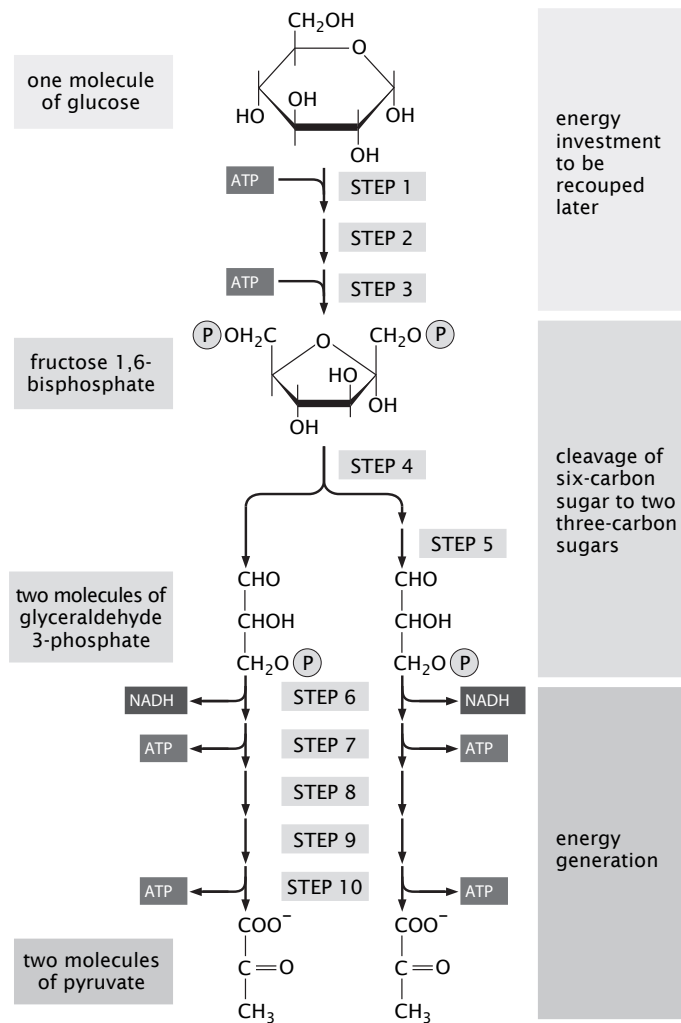 CH₂OH
O
one molecule
of glucose
HO
OH
OH
OH
energy
investment
to be
recouped
later
ATP
STEP 1
STEP 2
ATP
STEP 3
P OH₂C
O
CH₂O P
fructose 1,6-
bisphosphate
HO
OH
OH
STEP 4
cleavage of
six-carbon
sugar to two
three-carbon
sugars
STEP 5
two molecules of
glyceraldehyde
3-phosphate
CHO
CHO
CHOH
CHOH
CH₂O P
CH₂O P
NADH
STEP 6
NADH
ATP
STEP 7
ATP
STEP 8
STEP 9
energy
generation
ATP
STEP 10
ATP
COO⁻
COO⁻
two molecules
of pyruvate
C=O
C=O
CH₃
CH₃